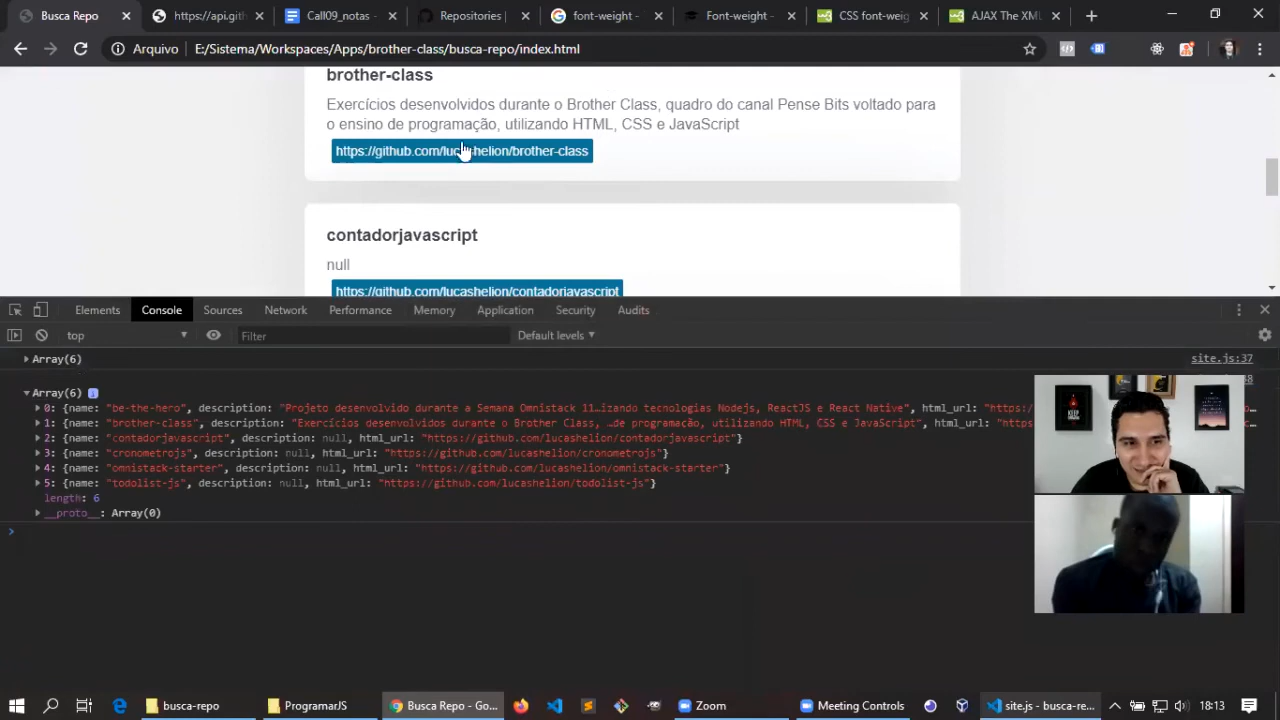 Busca Repo
https://api.gith
Call09_notas -
Repositories |
font-weight -
Font-weight -
CSS font-weig
AJAX The XML
Arquivo
E:/Sistema/Workspaces/Apps/brother-class/busca-repo/index.html
brother-class
Exercícios desenvolvidos durante o Brother Class, quadro do canal Pense Bits voltado para
o ensino de programação, utilizando HTML, CSS e JavaScript
https://github.com/lucashelion/brother-class
contadorjavascript
null
https://github.com/lucashelion/contadorjavascript
Elements Console Sources Network Performance Memory Application Security Audits
top Filter Default levels
Array(6) site.js:37
Array(6)
0: {name: "be-the-hero", description: "Projeto desenvolvido durante a Semana Omnistack 11…izando tecnologias Nodejs, ReactJS e React Native", html_url: "https:
1: {name: "brother-class", description: "Exercícios desenvolvidos durante o Brother Class, …de programação, utilizando HTML, CSS e JavaScript", html_url: "https:
2: {name: "contadorjavascript", description: null, html_url: "https://github.com/lucashelion/contadorjavascript"}
3: {name: "cronometrojs", description: null, html_url: "https://github.com/lucashelion/cronometrojs"}
4: {name: "omnistack-starter", description: null, html_url: "https://github.com/lucashelion/omnistack-starter"}
5: {name: "todolist-js", description: null, html_url: "https://github.com/lucashelion/todolist-js"}
length: 6
__proto__: Array(0)
busca-repo
ProgramarJS
Busca Repo - Go...
Zoom
Meeting Controls
site.js - busca-re...
18:13